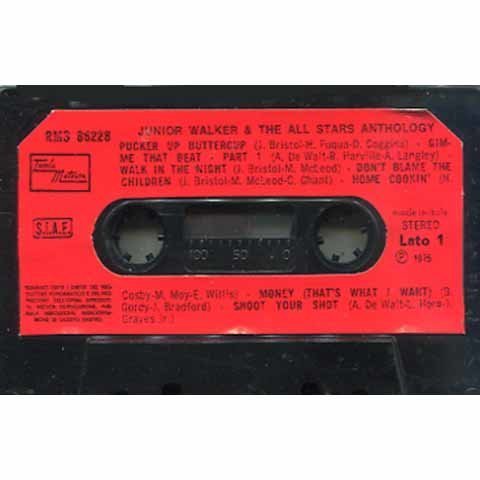 RMS 86228
JUNIOR WALKER & THE ALL STARS ANTHOLOGY
PUCKER UP BUTTERCUP (J. Bristol-H. Fuqua-D. Coggins) - GIM-
ME THAT BEAT - PART 1 (A. De Walt-R. Harville-A. Langley) -
WALK IN THE NIGHT (J. Bristol-M. McLeod) - DON'T BLAME THE
CHILDREN (J. Bristol-M. McLeod-C. Chant) - HOME COOKIN' (H.
Tamla
Motown
S.I.A.E.
made in Italy
STEREO
Lato 1
Ⓟ 1975
100 50 0
Cosby-M. Moy-E. Willis) - MONEY (THAT'S WHAT I WANT) (B.
Gordy-J. Bradford) - SHOOT YOUR SHOT (A. De Walt-L. Horn-
Graves Jr.)